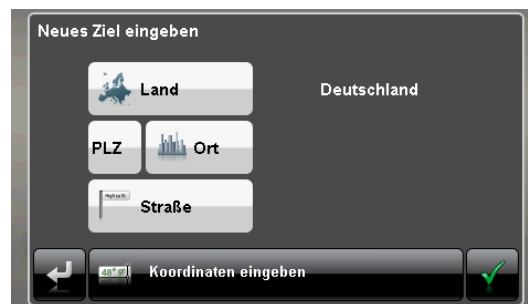 Neues Ziel eingeben
Land Deutschland
PLZ Ort
Straße
Koordinaten eingeben